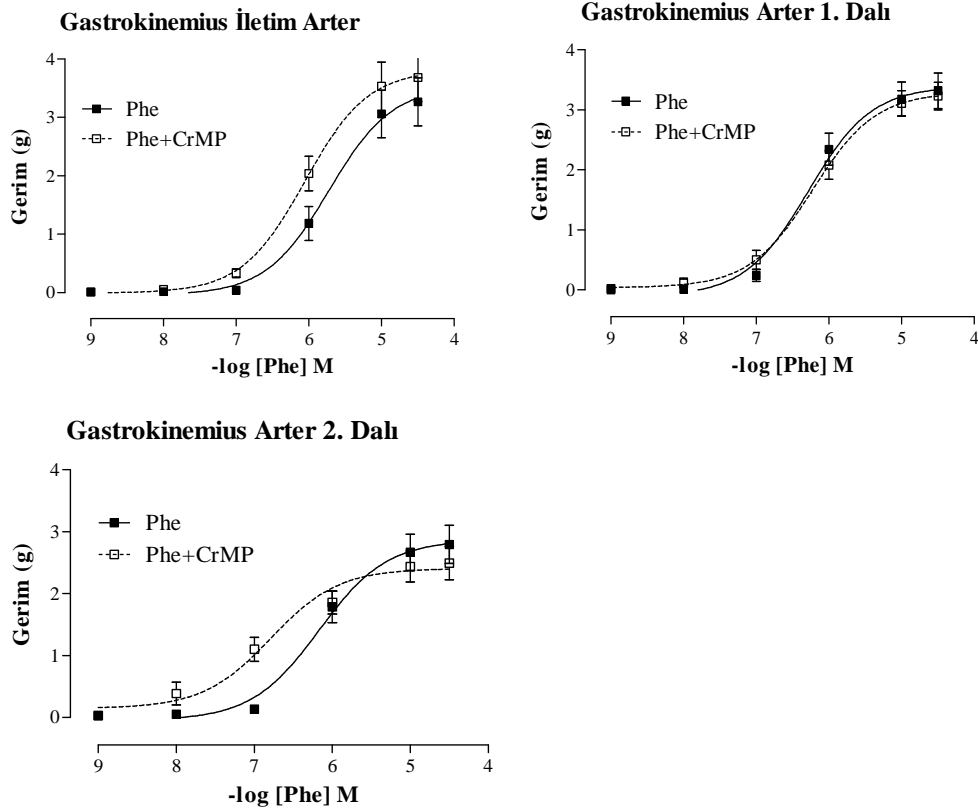 Gastrokinemius İletim Arter
4
3
2
1
0
Gerim (g)
Phe
Phe+CrMP
9 8 7 6 5 4
-log [Phe] M
Gastrokinemius Arter 1. Dalı
4
3
2
1
0
Gerim (g)
Phe
Phe+CrMP
9 8 7 6 5 4
-log [Phe] M
Gastrokinemius Arter 2. Dalı
4
3
2
1
0
Gerim (g)
Phe
Phe+CrMP
9 8 7 6 5 4
-log [Phe] M